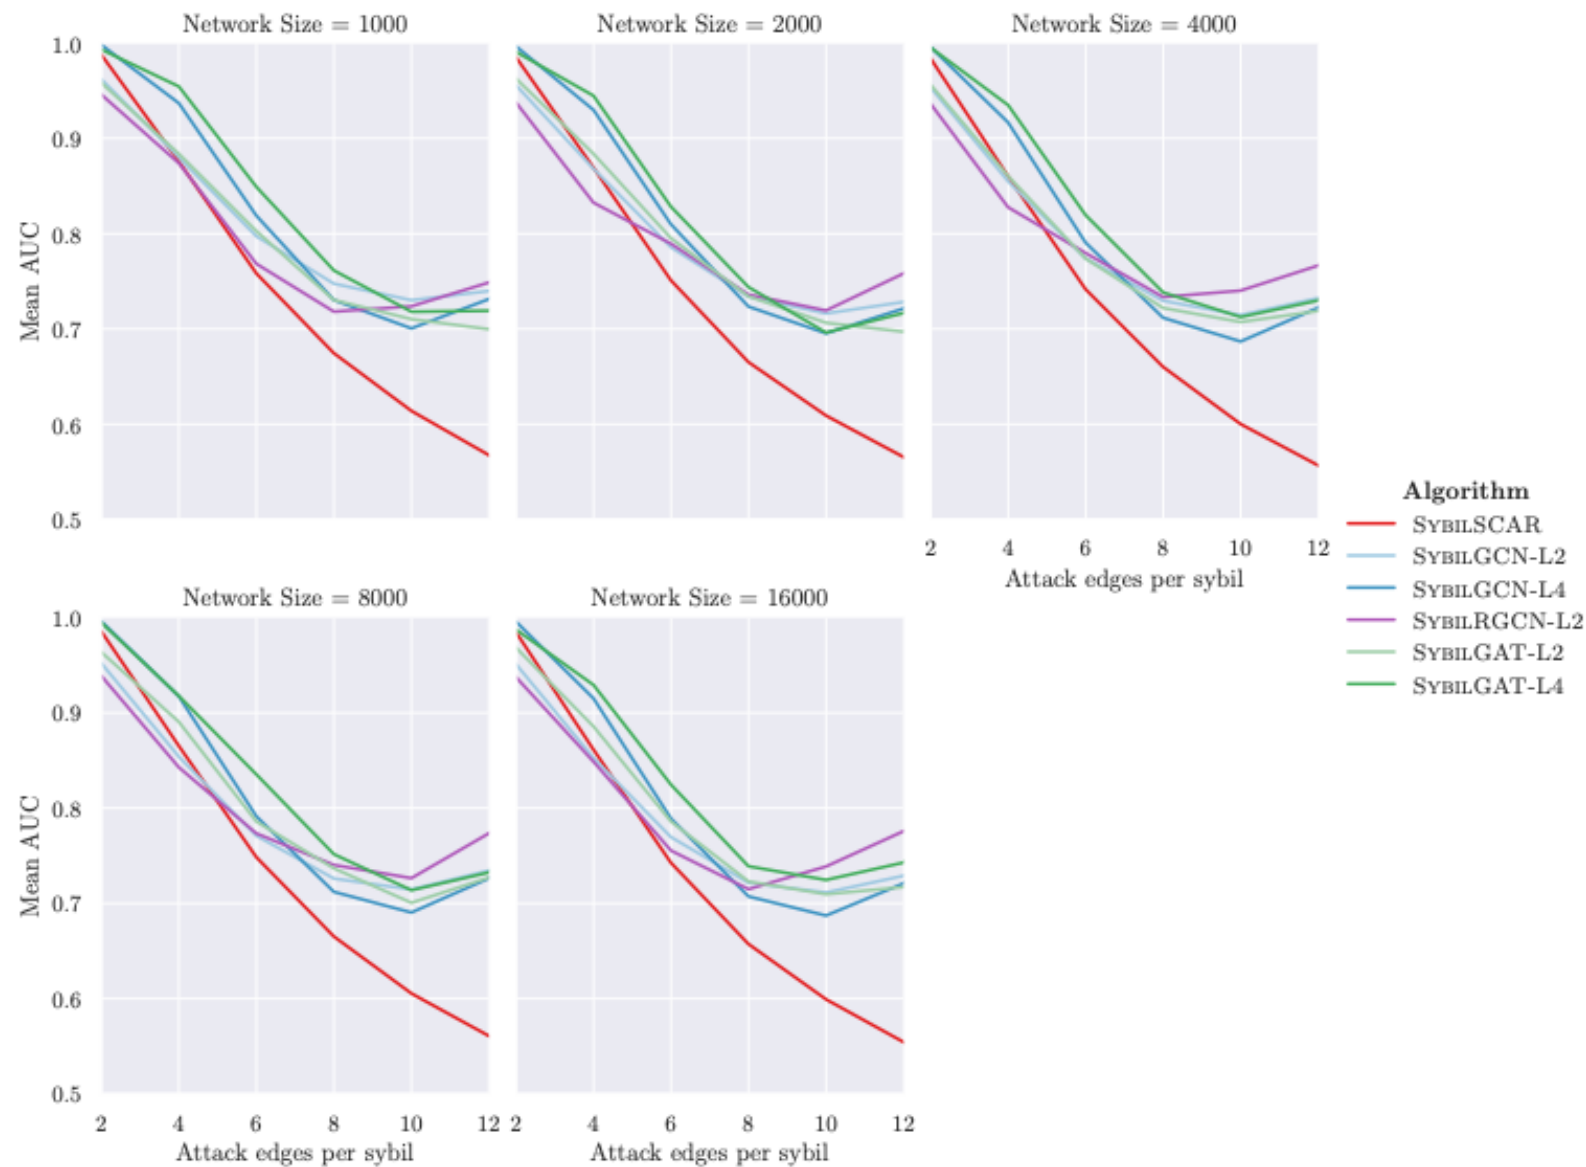 Network Size = 1000
Network Size = 2000
Network Size = 4000
1.0
0.9
0.8
0.7
0.6
0.5
Mean AUC
2 4 6 8 10 12
Attack edges per sybil
Algorithm
SYBILSCAR
SYBILGCN-L2
SYBILGCN-L4
SYBILRGCN-L2
SYBILGAT-L2
SYBILGAT-L4
Network Size = 8000
Network Size = 16000
1.0
0.9
0.8
0.7
0.6
0.5
Mean AUC
2 4 6 8 10 12
2 4 6 8 10 12
Attack edges per sybil
Attack edges per sybil